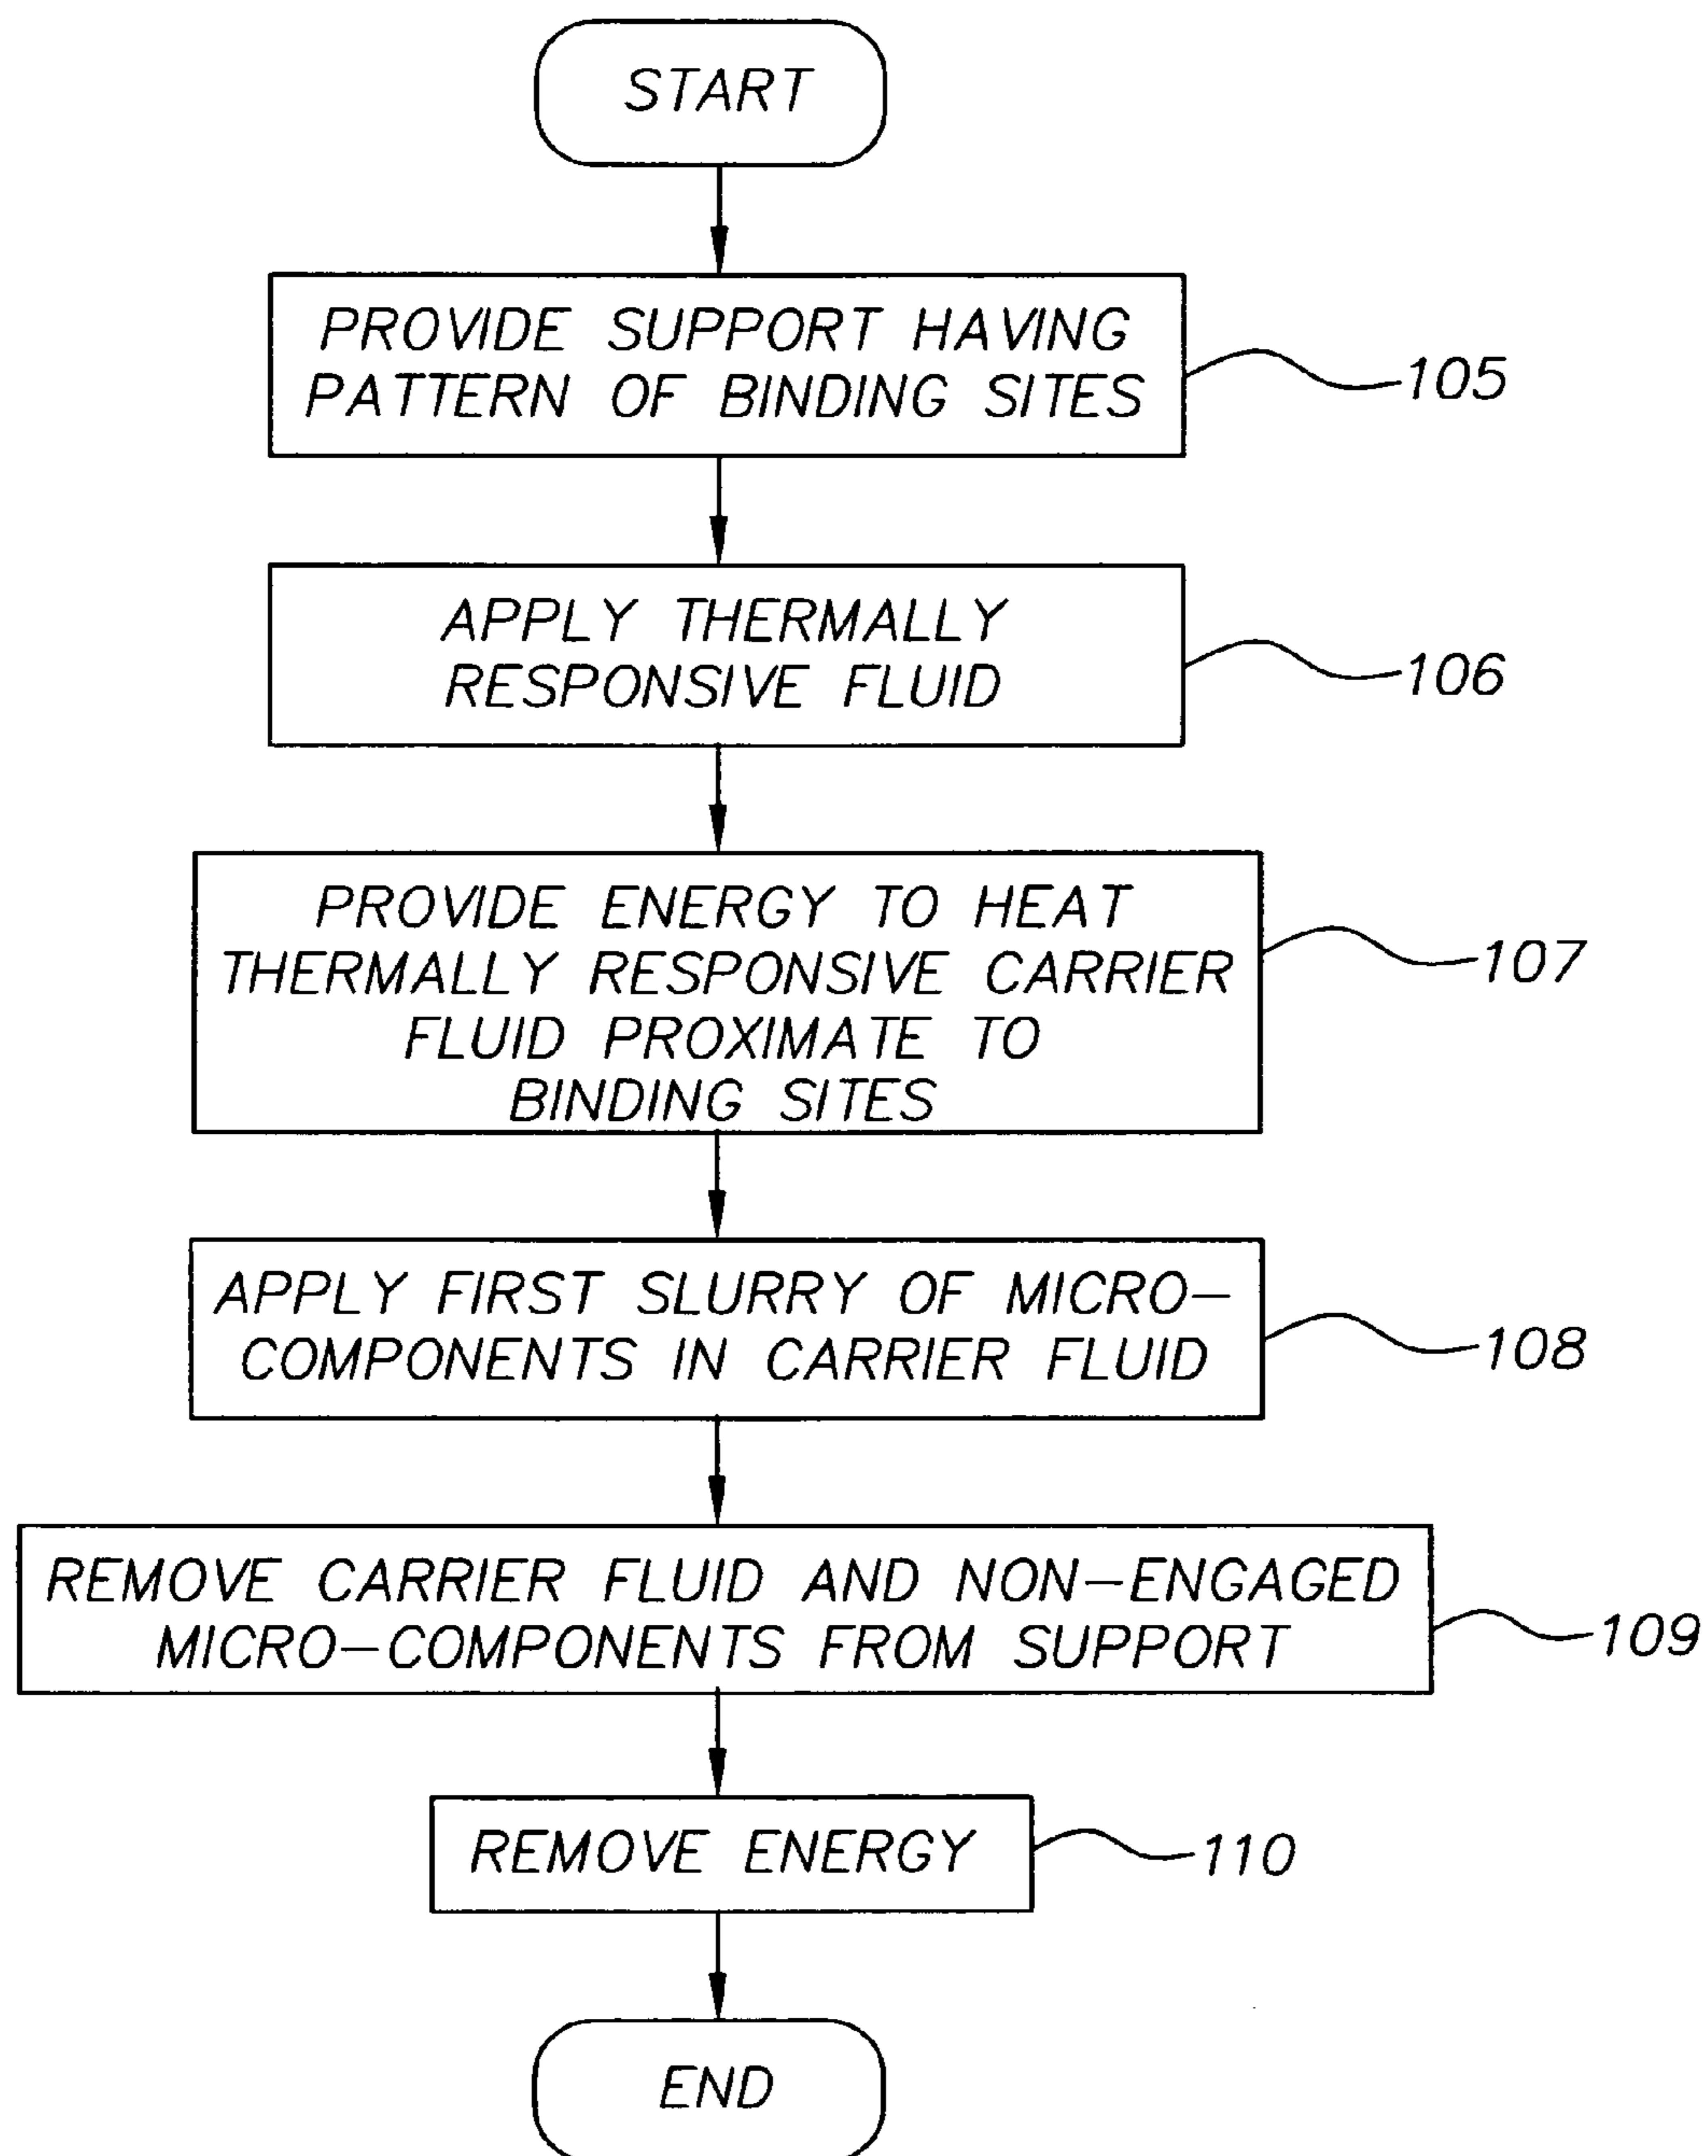 START
PROVIDE SUPPORT HAVING
PATTERN OF BINDING SITES
105
APPLY THERMALLY
RESPONSIVE FLUID
106
PROVIDE ENERGY TO HEAT
THERMALLY RESPONSIVE CARRIER
FLUID PROXIMATE TO
BINDING SITES
107
APPLY FIRST SLURRY OF MICRO-
COMPONENTS IN CARRIER FLUID
108
REMOVE CARRIER FLUID AND NON-ENGAGED
MICRO-COMPONENTS FROM SUPPORT
109
REMOVE ENERGY
110
END